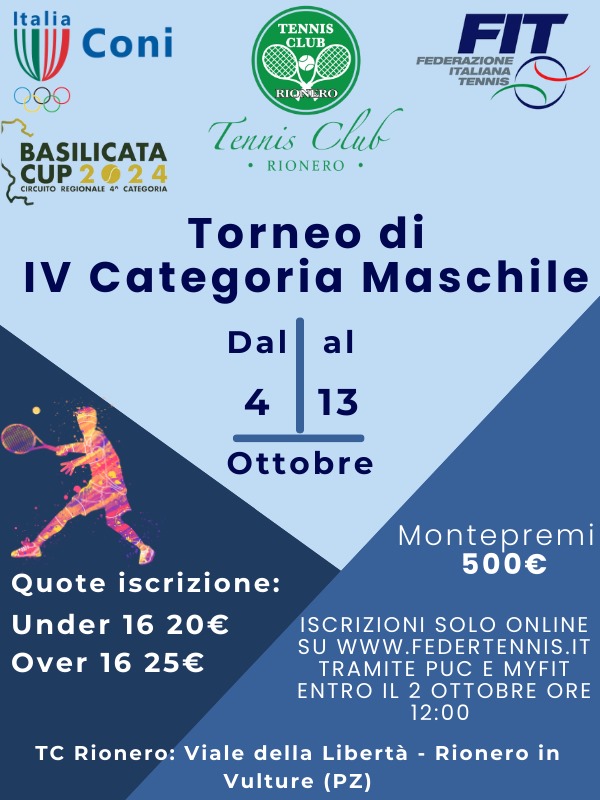 Italia
Coni
TENNIS
CLUB
RIONERO
Tennis Club
• RIONERO •
FIT
FEDERAZIONE
ITALIANA
TENNIS
BASILICATA
CUP 2024
CIRCUITO REGIONALE 4ª CATEGORIA
Torneo di
IV Categoria Maschile
Dal al
4 13
Ottobre
Montepremi
500€
Quote iscrizione:
Under 16 20€
Over 16 25€
ISCRIZIONI SOLO ONLINE
SU WWW.FEDERTENNIS.IT
TRAMITE PUC E MYFIT
ENTRO IL 2 OTTOBRE ORE
12:00
TC Rionero: Viale della Libertà - Rionero in
Vulture (PZ)